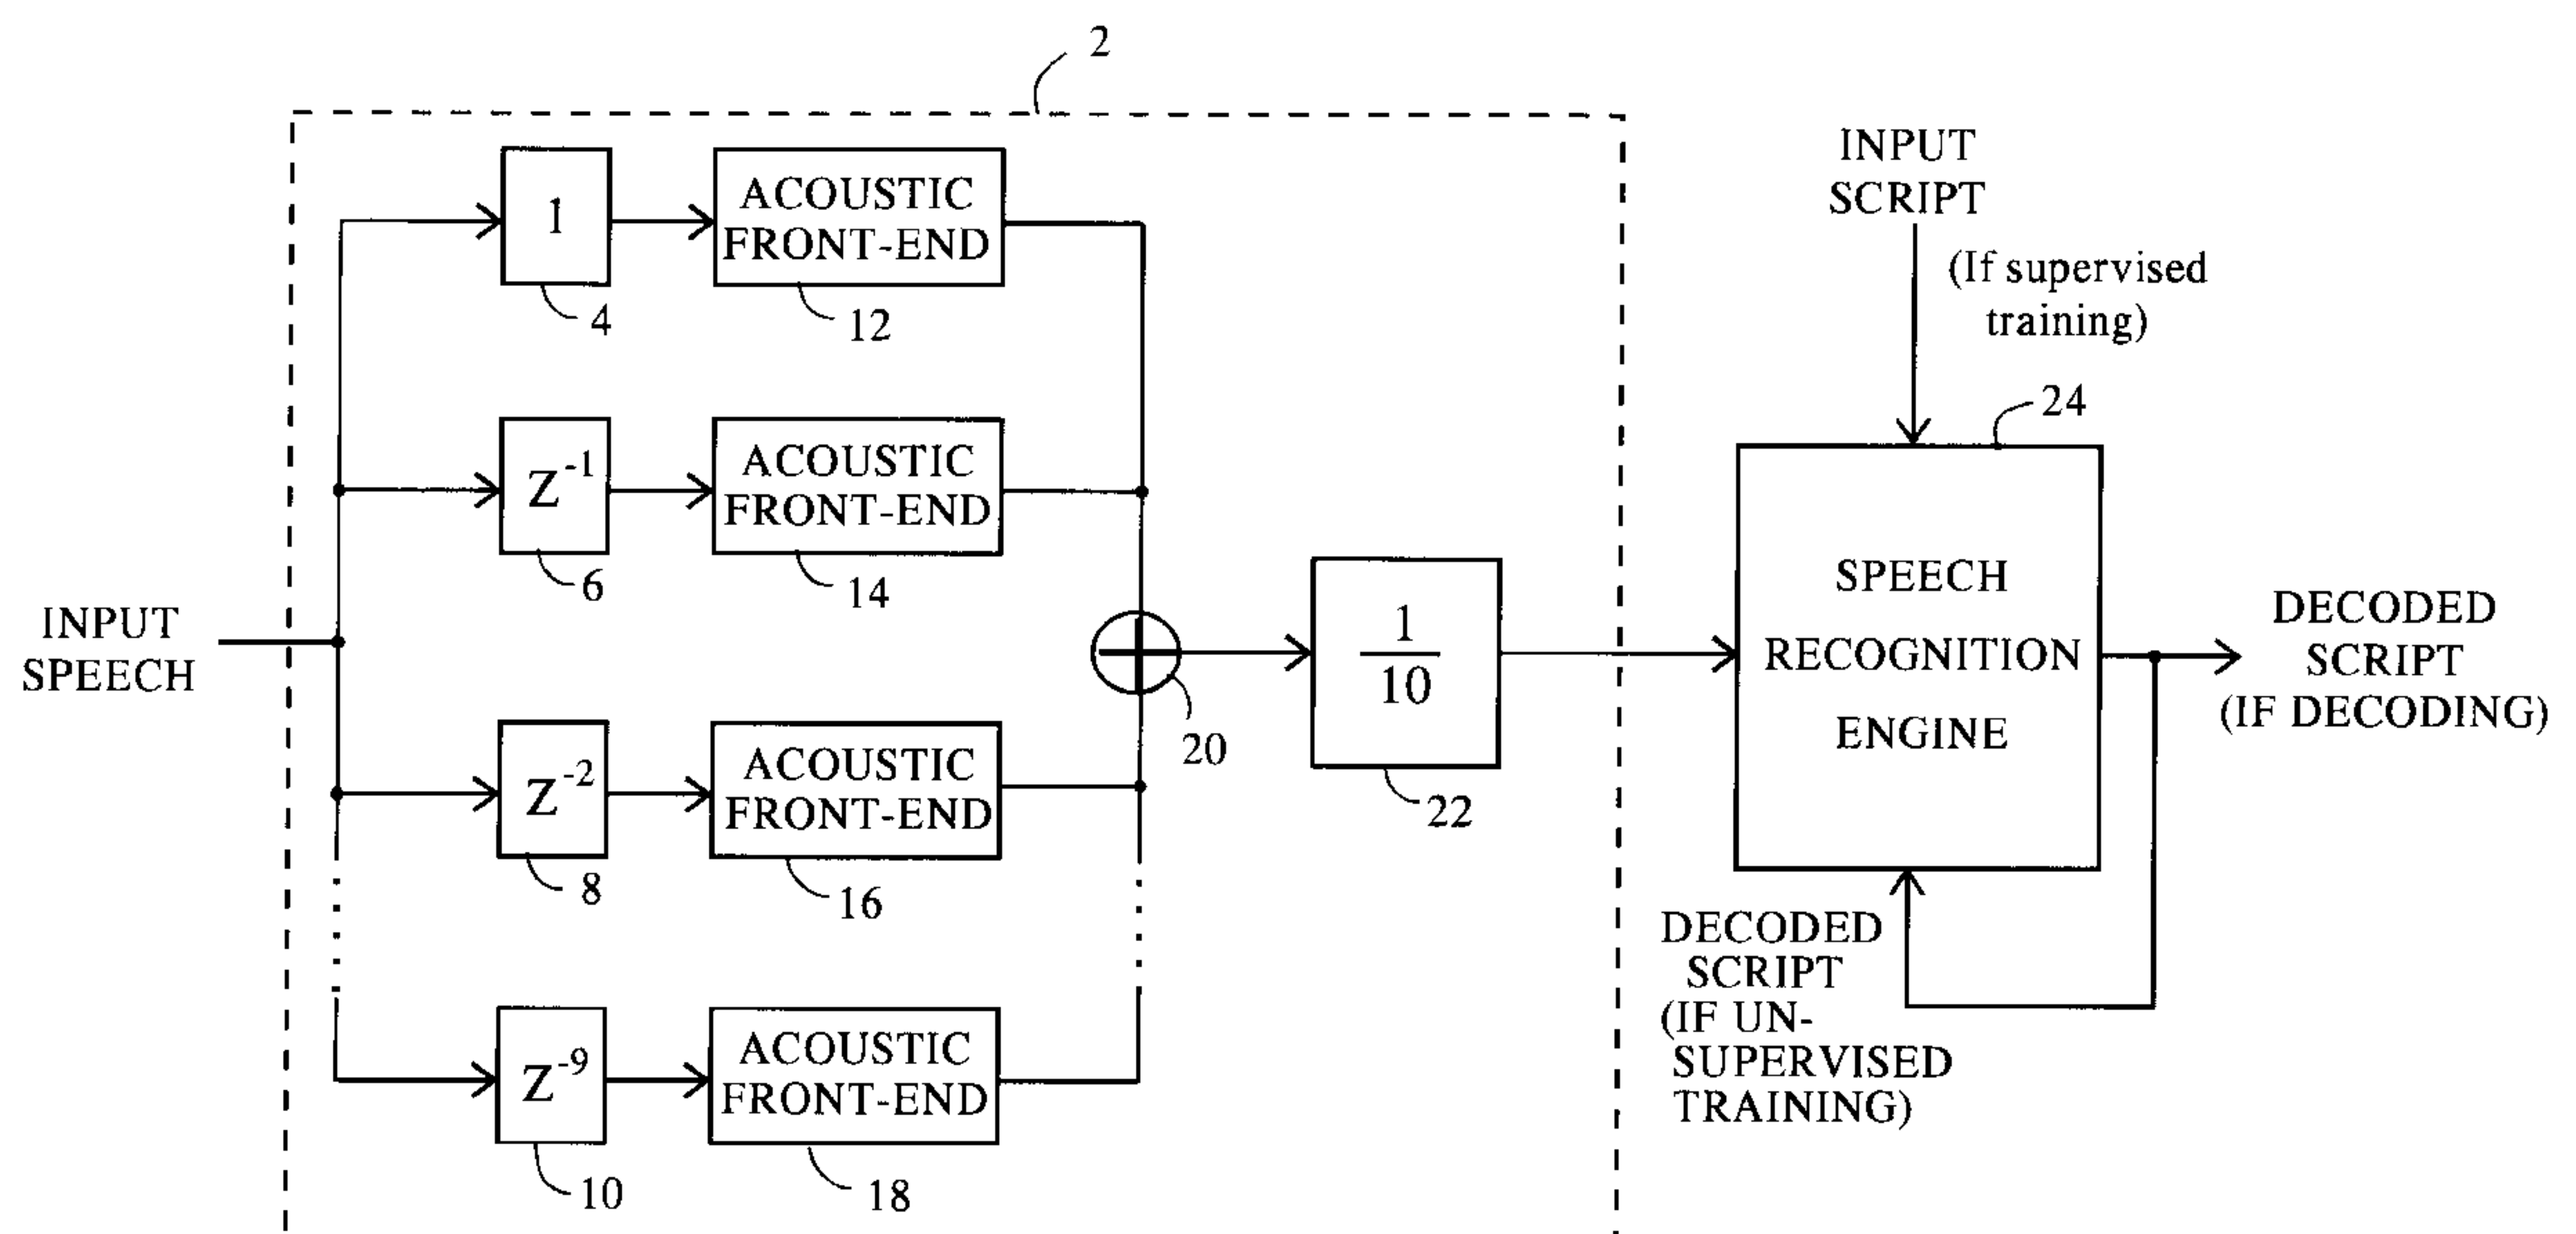 2
1
ACOUSTIC
FRONT-END
4
12
Z-1
ACOUSTIC
FRONT-END
6
14
INPUT
SPEECH
20
1
10
22
Z-2
ACOUSTIC
FRONT-END
8
16
Z-9
ACOUSTIC
FRONT-END
10
18
INPUT
SCRIPT
(If supervised
training)
24
SPEECH
RECOGNITION
ENGINE
DECODED
SCRIPT
(IF DECODING)
DECODED
SCRIPT
(IF UN-
SUPERVISED
TRAINING)